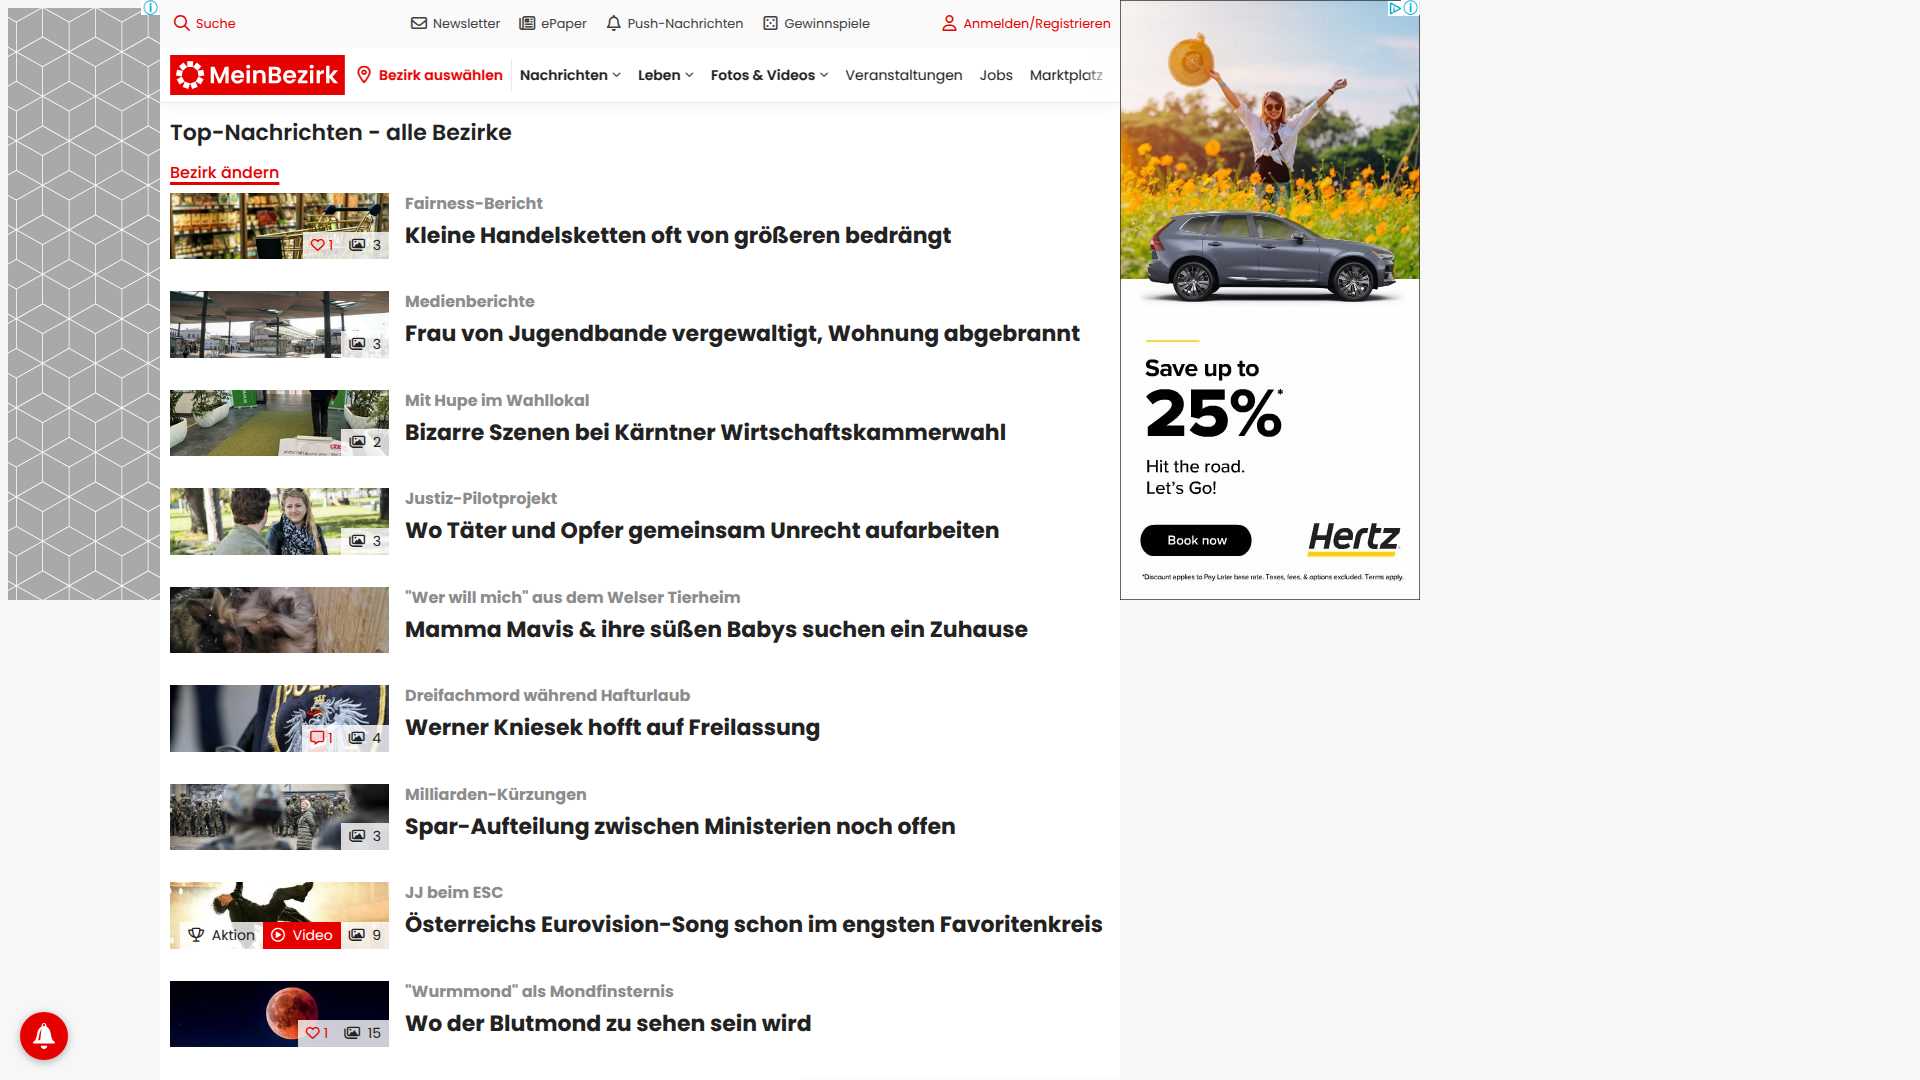 Suche
Newsletter
ePaper
Push-Nachrichten
Gewinnspiele
Anmelden/Registrieren
MeinBezirk
Bezirk auswählen
Nachrichten
Leben
Fotos & Videos
Veranstaltungen
Jobs
Marktplatz
Top-Nachrichten - alle Bezirke
Bezirk ändern
Fairness-Bericht
Kleine Handelsketten oft von größeren bedrängt
1 3
Medienberichte
Frau von Jugendbande vergewaltigt, Wohnung abgebrannt
3
Mit Hupe im Wahllokal
Bizarre Szenen bei Kärntner Wirtschaftskammerwahl
2
Justiz-Pilotprojekt
Wo Täter und Opfer gemeinsam Unrecht aufarbeiten
3
"Wer will mich" aus dem Welser Tierheim
Mamma Mavis & ihre süßen Babys suchen ein Zuhause
Dreifachmord während Hafturlaub
Werner Kniesek hofft auf Freilassung
1 4
Milliarden-Kürzungen
Spar-Aufteilung zwischen Ministerien noch offen
3
JJ beim ESC
Österreichs Eurovision-Song schon im engsten Favoritenkreis
Aktion Video 9
"Wurmmond" als Mondfinsternis
Wo der Blutmond zu sehen sein wird
1 15
Save up to
25%*
Hit the road.
Let's Go!
Book now
Hertz
*Discount applies to Pay Later base rate. Taxes, fees, & options excluded. Terms apply.